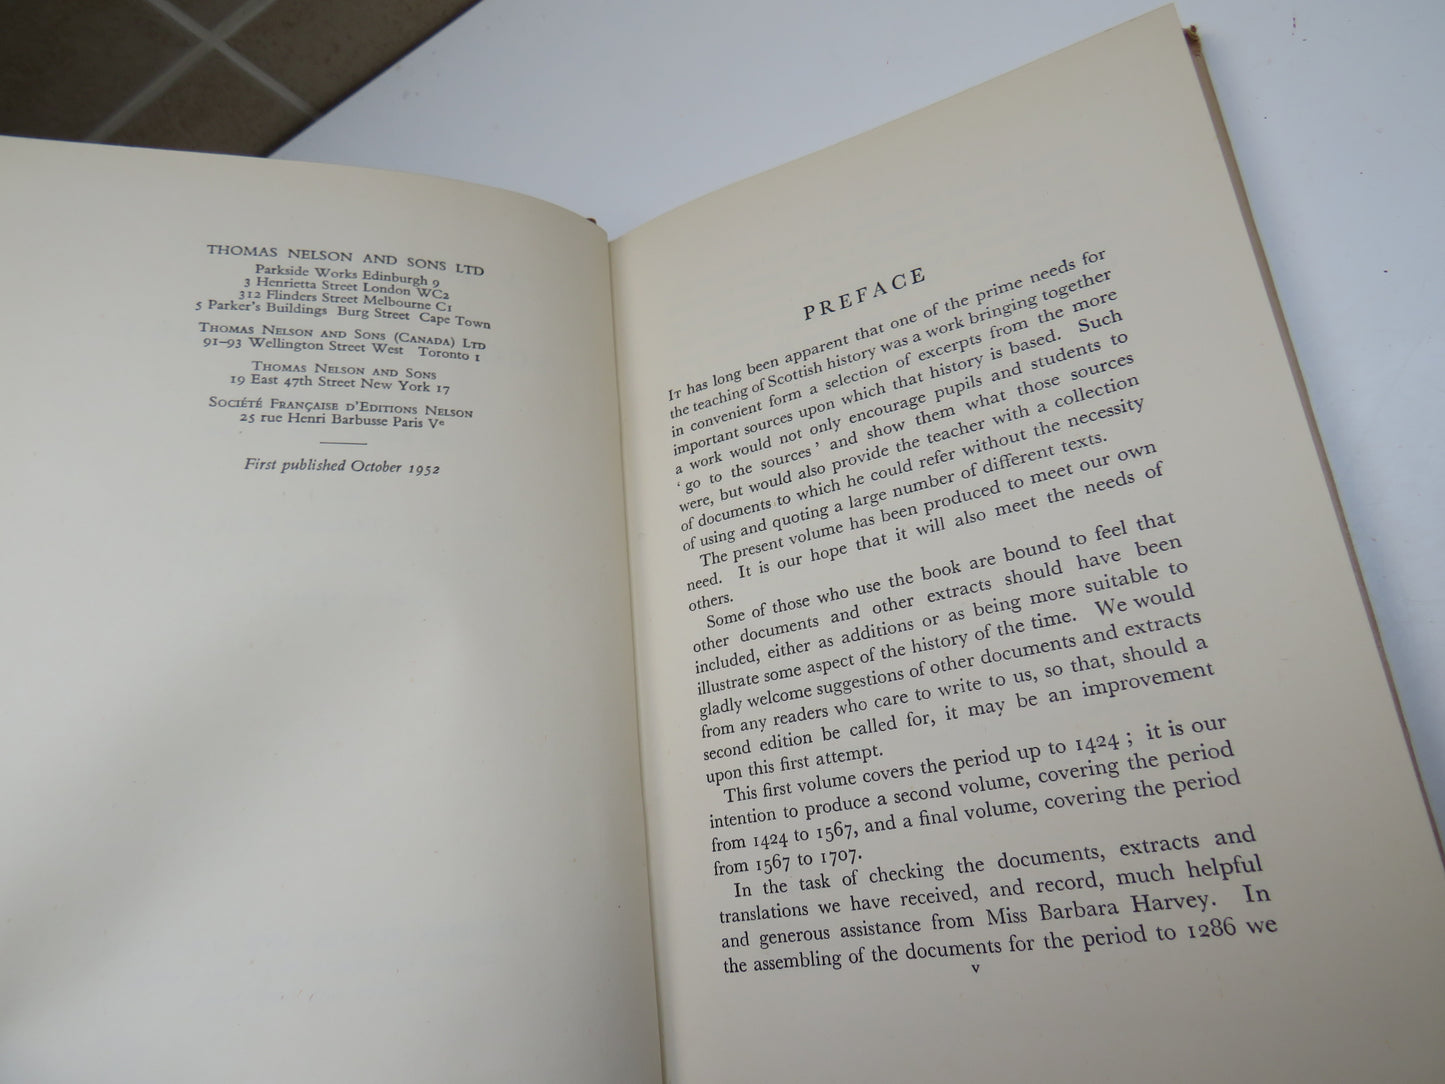 THOMAS NELSON AND SONS LTD
Parkside Works Edinburgh 9
3 Henrietta Street London WC2
312 Flinders Street Melbourne C1
5 Parker's Buildings Burg Street Cape Town
THOMAS NELSON AND SONS (CANADA) LTD
91-93 Wellington Street West Toronto 1
THOMAS NELSON AND SONS
19 East 47th Street New York 17
SOCIÉTÉ FRANÇAISE D'EDITIONS NELSON
25 rue Henri Barbusse Paris Ve
First published October 1952
PREFACE
IT has long been apparent that one of the prime needs for
the teaching of Scottish history was a work bringing together
in convenient form a selection of excerpts from the more
important sources upon which that history is based. Such
a work would not only encourage pupils and students to
'go to the sources' and show them what those sources
were, but would also provide the teacher with a collection
of documents to which he could refer without the necessity
of using and quoting a large number of different texts.
The present volume has been produced to meet our own
need. It is our hope that it will also meet the needs of
others.
Some of those who use the book are bound to feel that
other documents and other extracts should have been
included, either as additions or as being more suitable to
illustrate some aspect of the history of the time. We would
gladly welcome suggestions of other documents and extracts
from any readers who care to write to us, so that, should a
second edition be called for, it may be an improvement
upon this first attempt.
This first volume covers the period up to 1424; it is our
intention to produce a second volume, covering the period
from 1424 to 1567, and a final volume, covering the period
from 1567 to 1707.
In the task of checking the documents, extracts and
translations we have received, and record, much helpful
and generous assistance from Miss Barbara Harvey. In
the assembling of the documents for the period to 1286 we
v